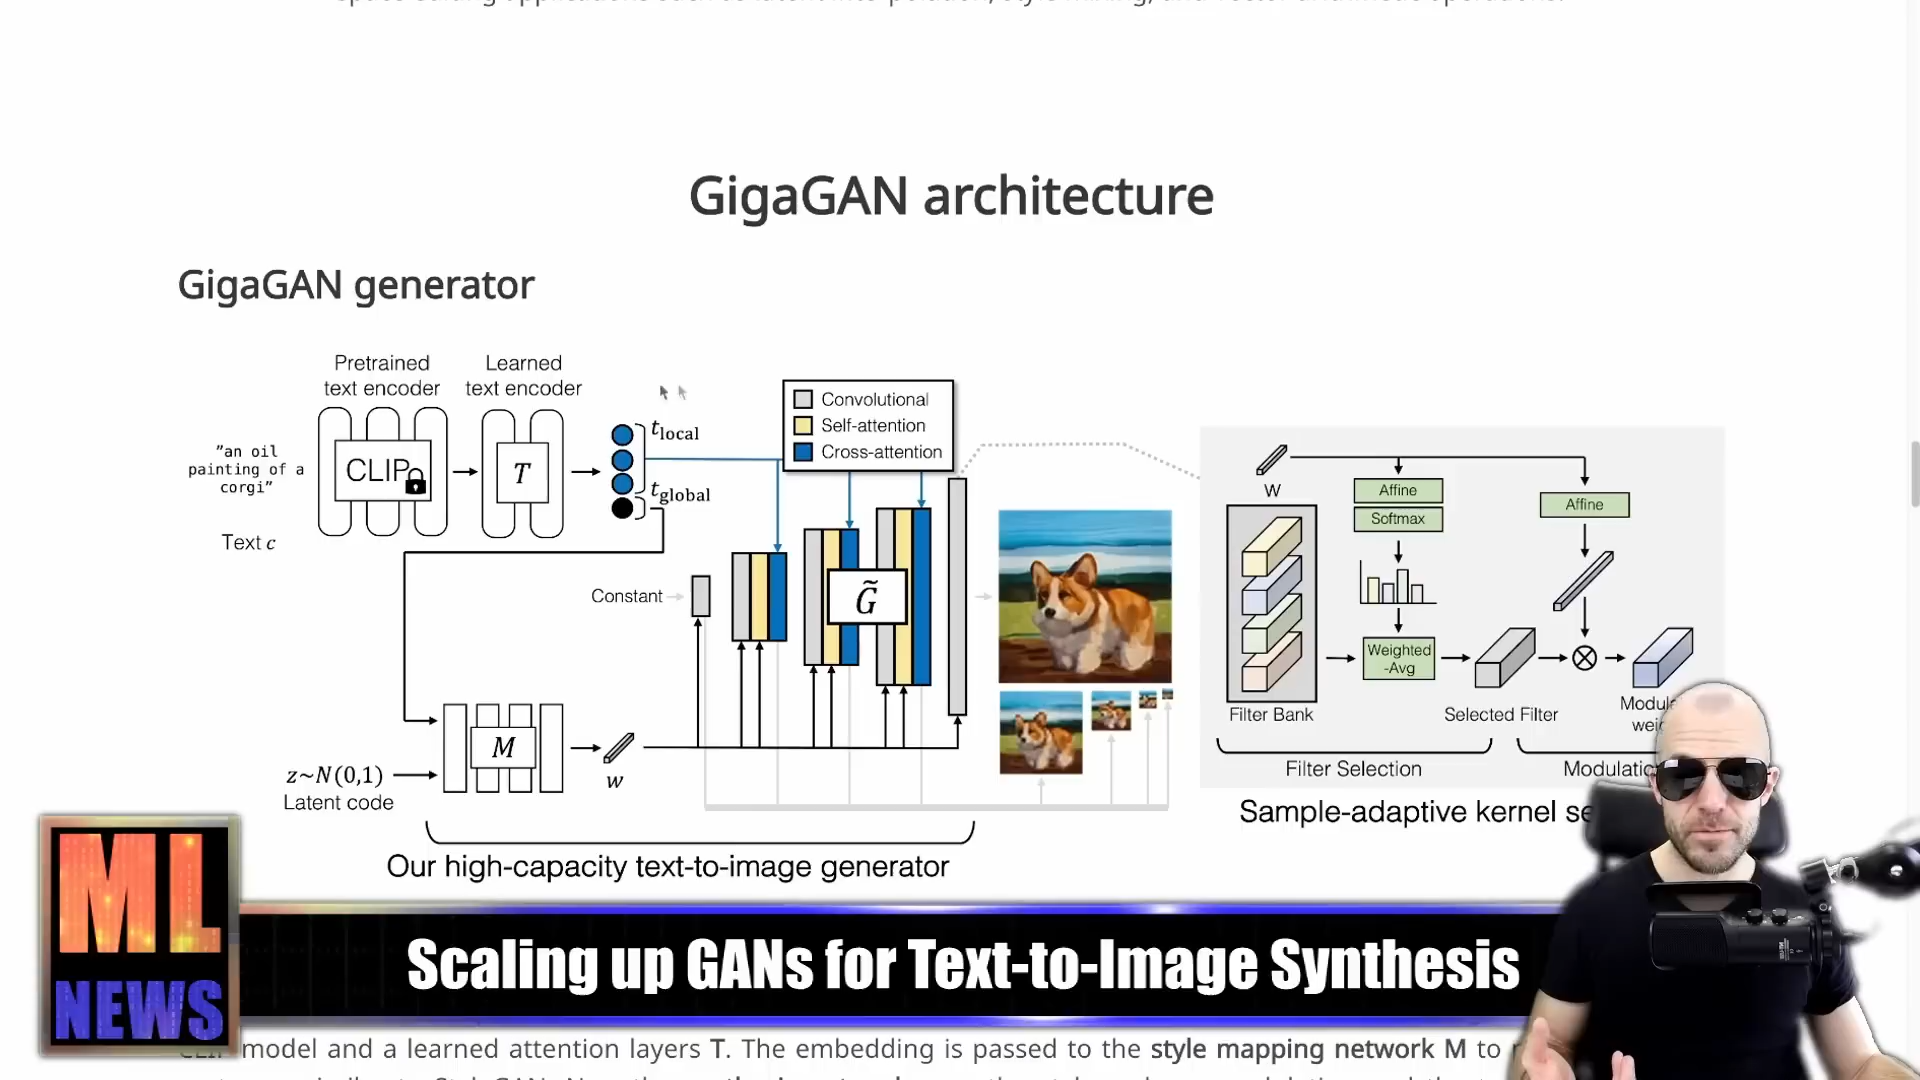 GigaGAN architecture
GigaGAN generator
Pretrained
text encoder
Learned
text encoder
"an oil
painting of a
corgi"
Text c
CLIP
T
t local
t global
Convolutional
Self-attention
Cross-attention
Constant
G̃
M
w
z~N(0,1)
Latent code
Our high-capacity text-to-image generator
W
Affine
Softmax
Affine
Weighted
-Avg
Filter Bank
Selected Filter
Filter Selection
Sample-adaptive kernel
ML
NEWS
Scaling up GANs for Text-to-Image Synthesis
model and a learned attention layers T. The embedding is passed to the style mapping network M to